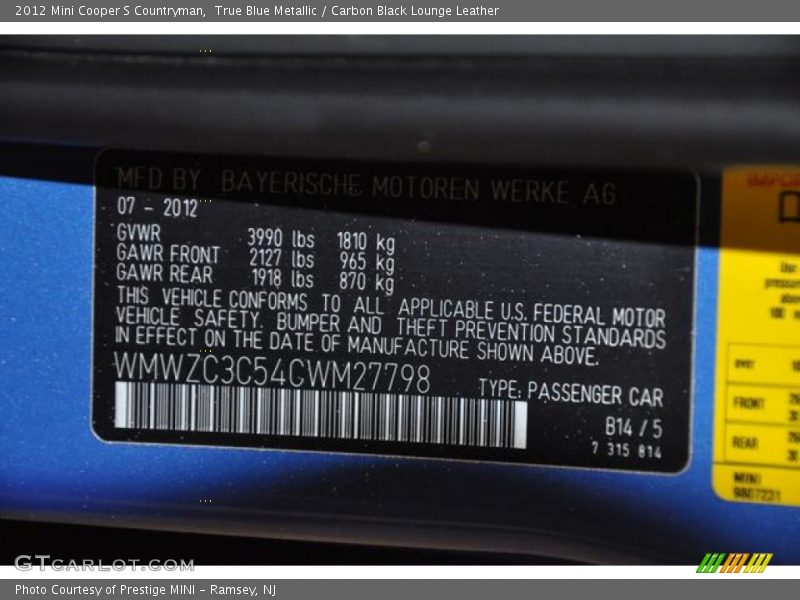 2012 Mini Cooper S Countryman, True Blue Metallic / Carbon Black Lounge Leather
MFD BY BAYERISCHE MOTOREN WERKE AG
07 - 2012
GVWR 3990 lbs 1810 kg
GAWR FRONT 2127 lbs 965 kg
GAWR REAR 1918 lbs 870 kg
THIS VEHICLE CONFORMS TO ALL APPLICABLE U.S. FEDERAL MOTOR
VEHICLE SAFETY, BUMPER AND THEFT PREVENTION STANDARDS
IN EFFECT ON THE DATE OF MANUFACTURE SHOWN ABOVE.
WMWZC3C54CWM27798
TYPE: PASSENGER CAR
B14 / 5
7 315 814
over
FRONT
REAR
MINI
9807231
GTCARLOT.COM
Photo Courtesy of Prestige MINI - Ramsey, NJ